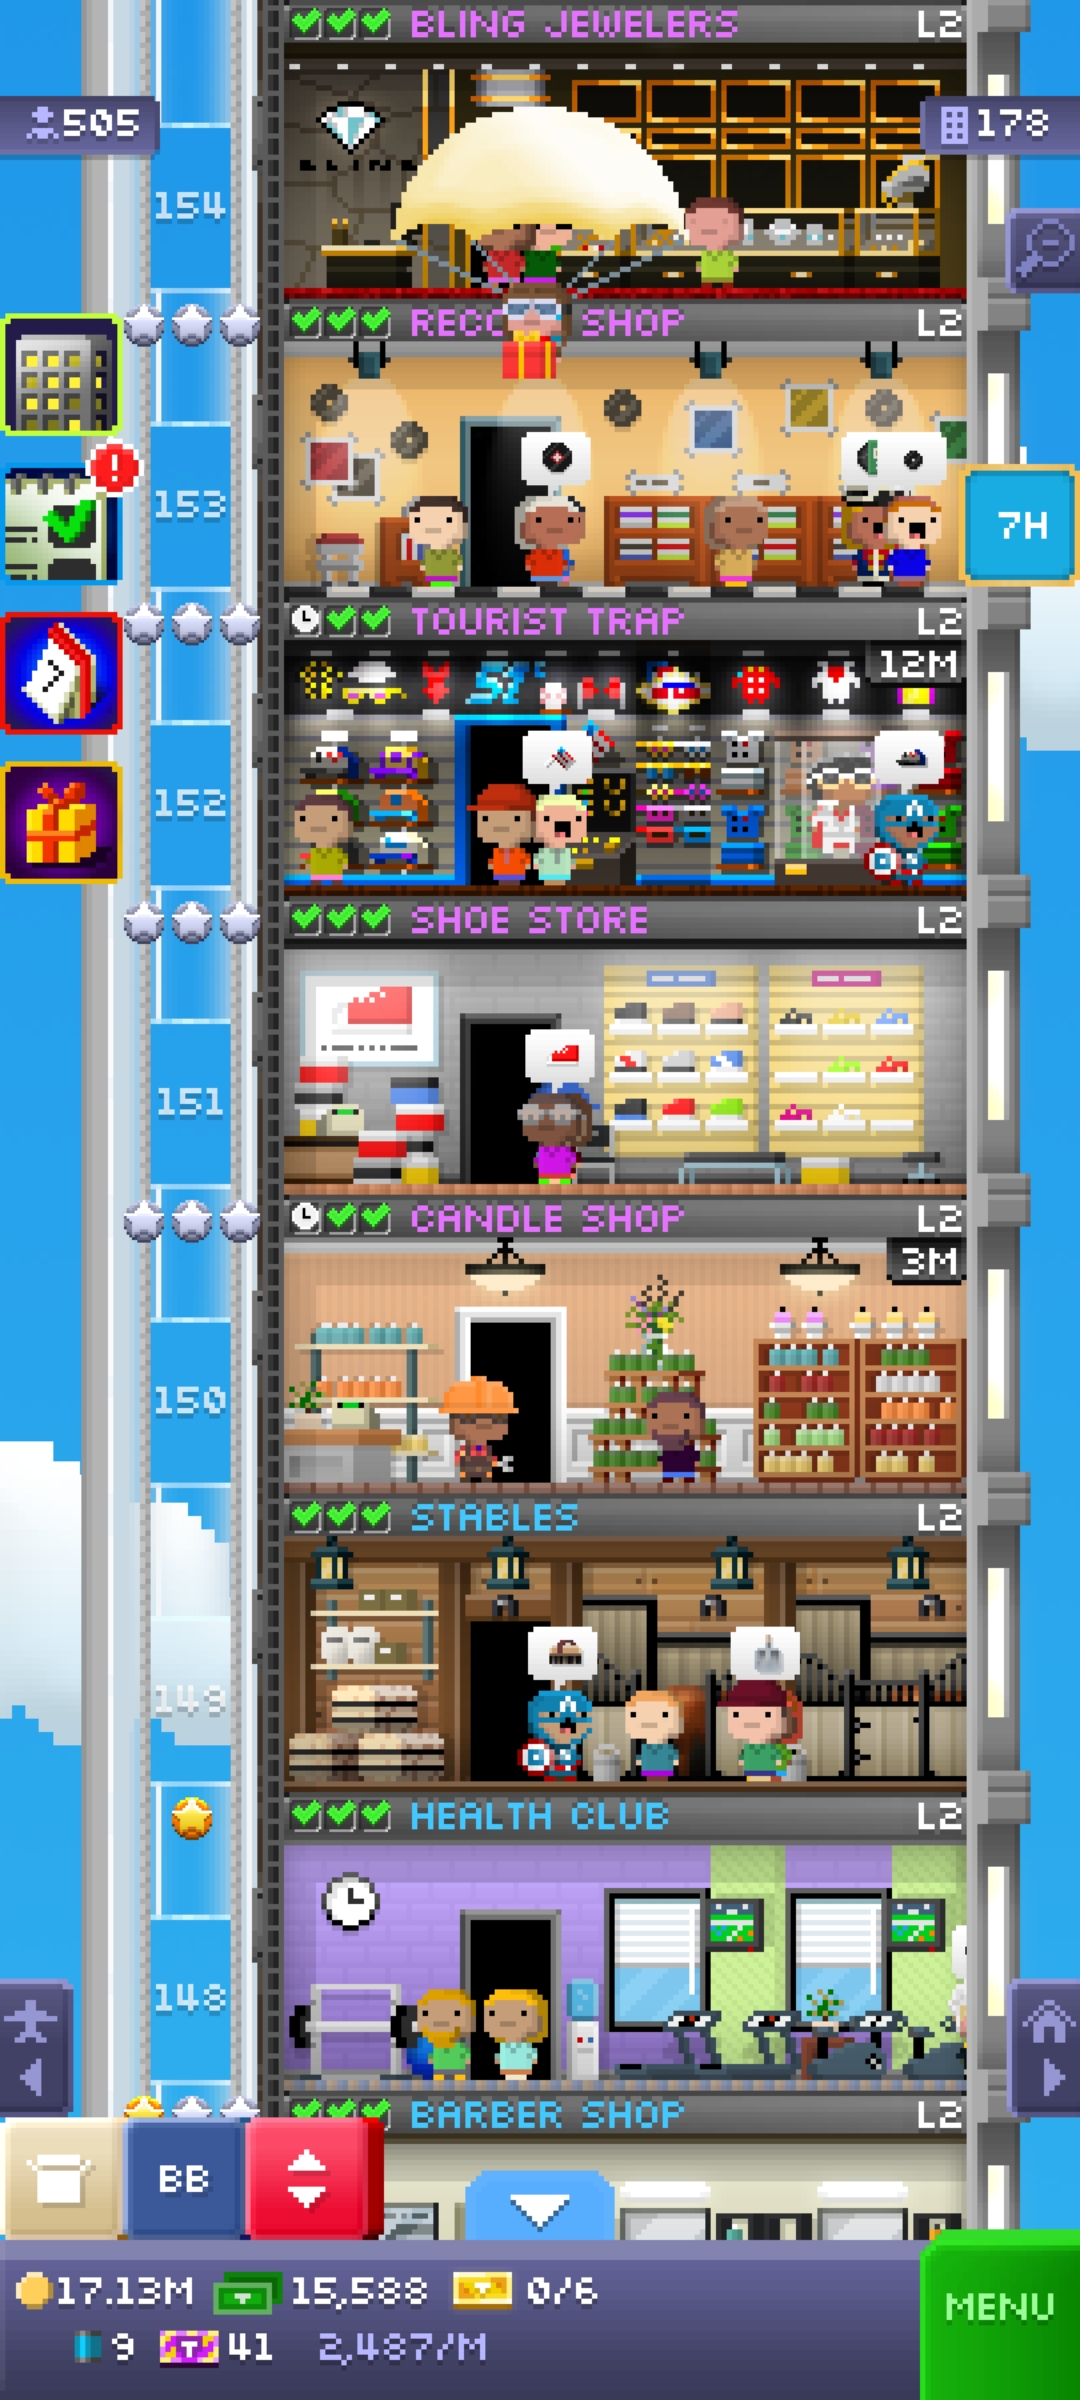 BLING JEWELERS L2
505
178
BLING
154
SHOP L2
153
7H
TOURIST TRAP L2
12M
152
SHOE STORE L2
151
CANDLE SHOP L2
3M
150
STABLES L2
149
A
HEALTH CLUB L2
148
BARBER SHOP L2
BB
17.13M 15,588 0/6
MENU
9 T 41 2,487/M